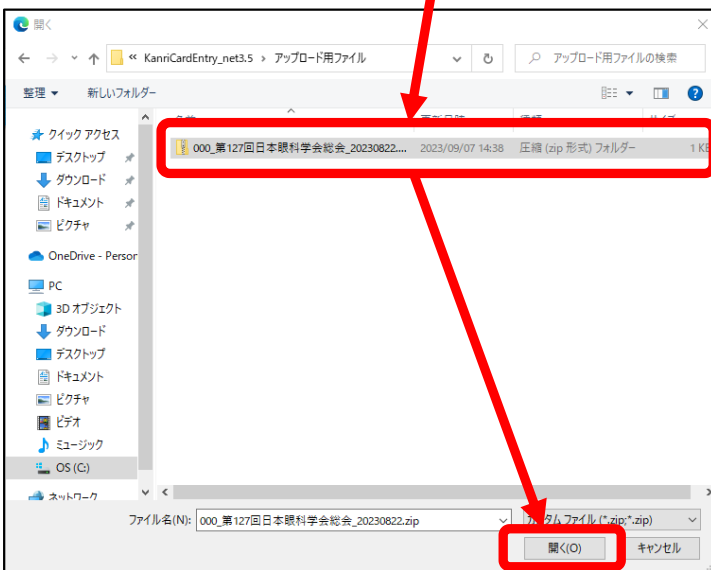 開く
« KanriCardEntry_net3.5 › アップロード用ファイル
アップロード用ファイルの検索
整理 新しいフォルダー
クイック アクセス
デスクトップ
ダウンロード
ドキュメント
ピクチャ
OneDrive - Person
PC
3D オブジェクト
ダウンロード
デスクトップ
ドキュメント
ピクチャ
ビデオ
ミュージック
OS (C:)
ネットワーク
000_第127回日本眼科学会総会_20230822.... 2023/09/07 14:38 圧縮 (zip 形式) フォルダー 1 KB
ファイル名(N): 000_第127回日本眼科学会総会_20230822.zip
ファイル (*.zip;*.zip)
開く(O) キャンセル